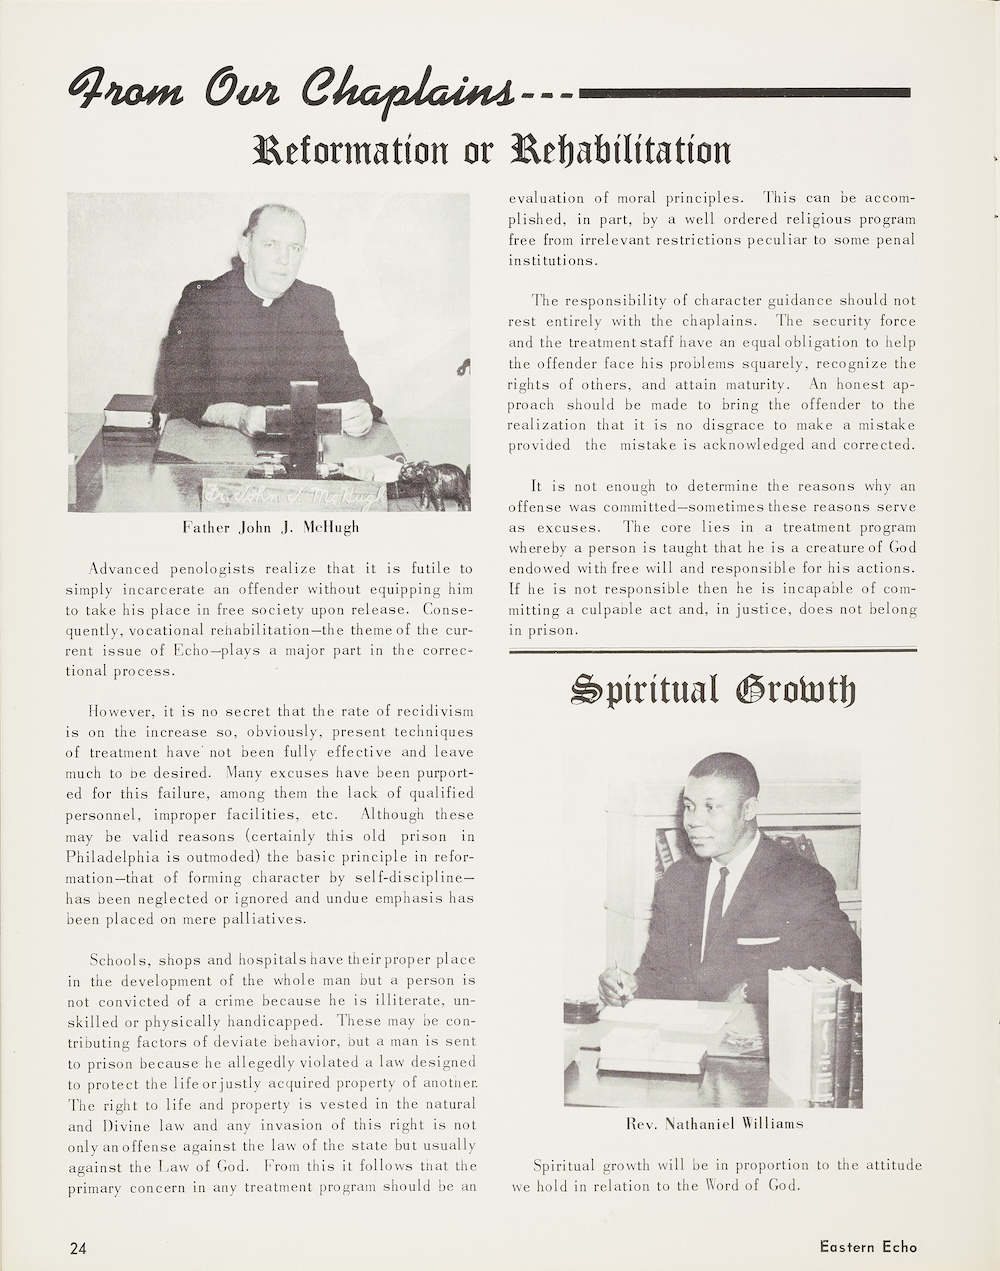 From Our Chaplains---
Reformation or Rehabilitation
Fr. John J. McHugh
Father John J. McHugh
Advanced penologists realize that it is futile to
simply incarcerate an offender without equipping him
to take his place in free society upon release. Conse-
quently, vocational rehabilitation—the theme of the cur-
rent issue of Echo—plays a major part in the correc-
tional process.
However, it is no secret that the rate of recidivism
is on the increase so, obviously, present techniques
of treatment have not been fully effective and leave
much to be desired. Many excuses have been purport-
ed for this failure, among them the lack of qualified
personnel, improper facilities, etc. Although these
may be valid reasons (certainly this old prison in
Philadelphia is outmoded) the basic principle in refor-
mation—that of forming character by self-discipline—
has been neglected or ignored and undue emphasis has
been placed on mere palliatives.
Schools, shops and hospitals have their proper place
in the development of the whole man but a person is
not convicted of a crime because he is illiterate, un-
skilled or physically handicapped. These may be con-
tributing factors of deviate behavior, but a man is sent
to prison because he allegedly violated a law designed
to protect the life or justly acquired property of another.
The right to life and property is vested in the natural
and Divine law and any invasion of this right is not
only an offense against the law of the state but usually
against the Law of God. From this it follows that the
primary concern in any treatment program should be an
evaluation of moral principles. This can be accom-
plished, in part, by a well ordered religious program
free from irrelevant restrictions peculiar to some penal
institutions.
The responsibility of character guidance should not
rest entirely with the chaplains. The security force
and the treatment staff have an equal obligation to help
the offender face his problems squarely, recognize the
rights of others, and attain maturity. An honest ap-
proach should be made to bring the offender to the
realization that it is no disgrace to make a mistake
provided the mistake is acknowledged and corrected.
It is not enough to determine the reasons why an
offense was committed—sometimes these reasons serve
as excuses. The core lies in a treatment program
whereby a person is taught that he is a creature of God
endowed with free will and responsible for his actions.
If he is not responsible then he is incapable of com-
mitting a culpable act and, in justice, does not belong
in prison.
Spiritual Growth
Rev. Nathaniel Williams
Spiritual growth will be in proportion to the attitude
we hold in relation to the Word of God.
24
Eastern Echo